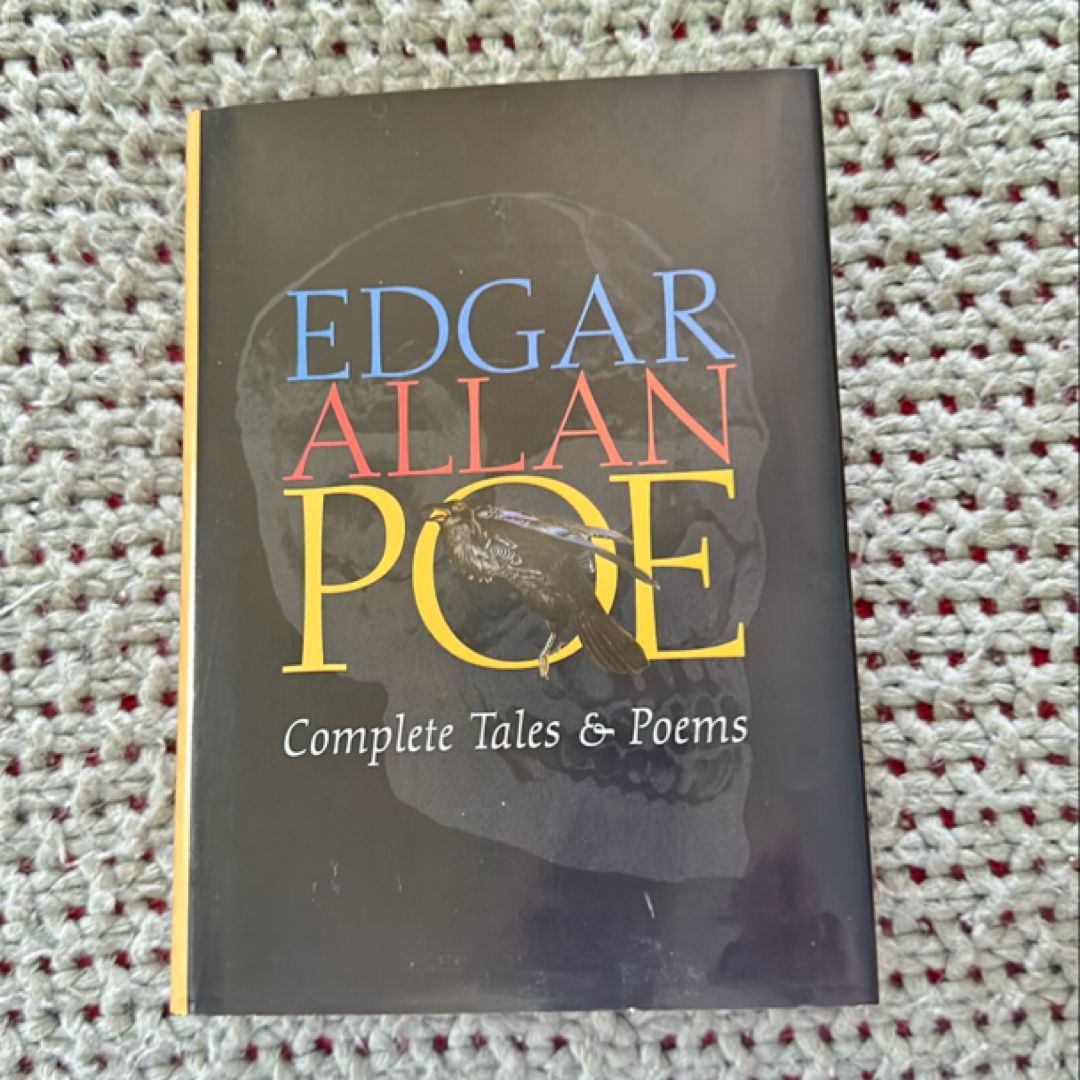 EDGAR
ALLAN
POE
Complete Tales & Poems